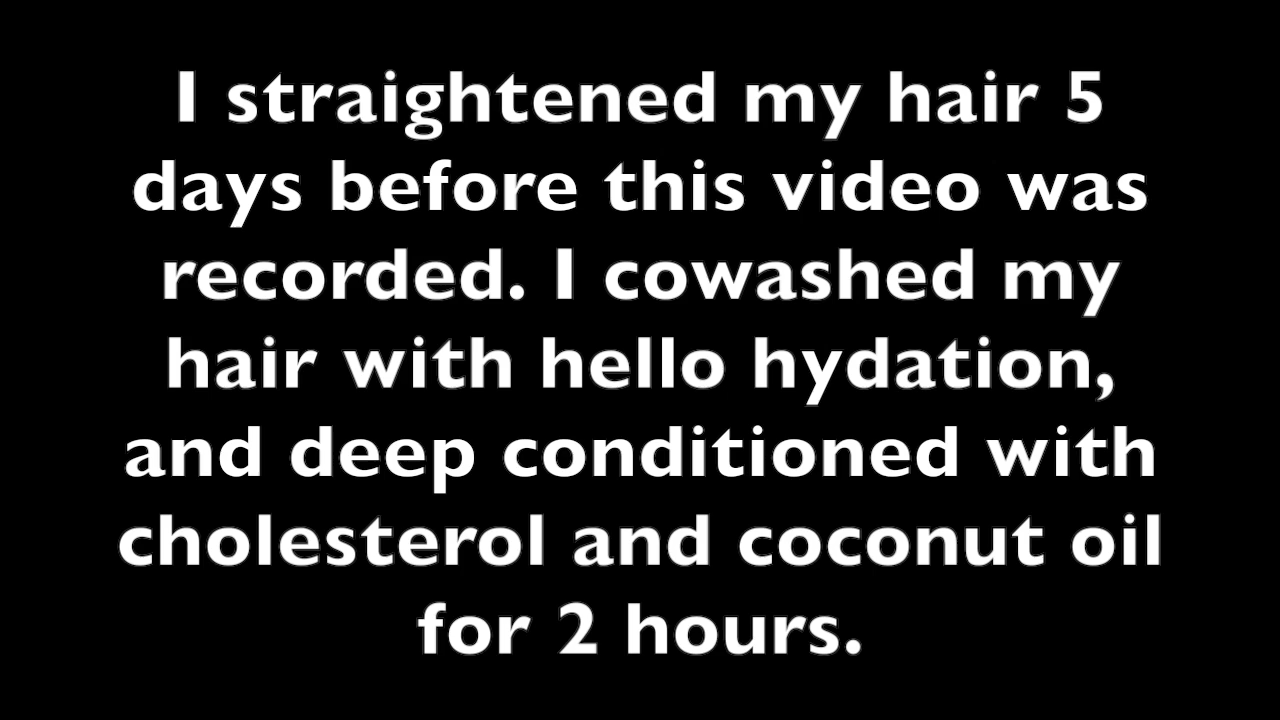 I straightened my hair 5
days before this video was
recorded. I cowashed my
hair with hello hydation,
and deep conditioned with
cholesterol and coconut oil
for 2 hours.